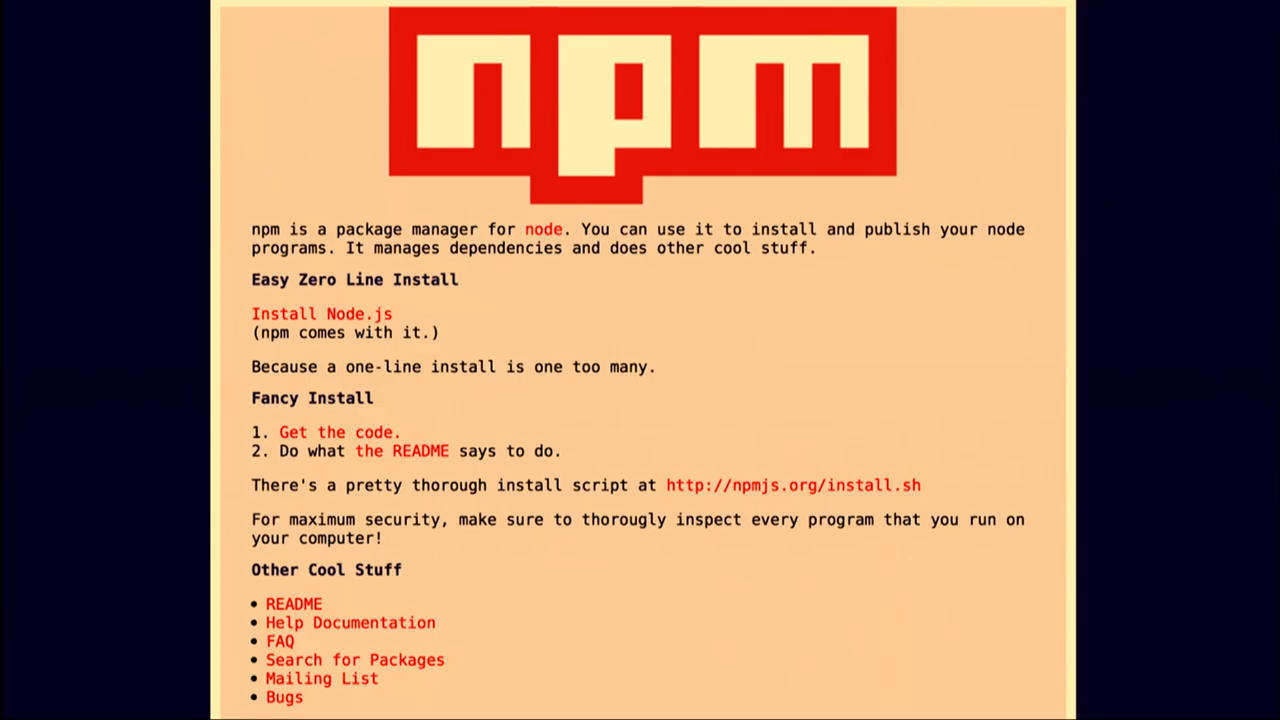 npm
npm is a package manager for node. You can use it to install and publish your node
programs. It manages dependencies and does other cool stuff.
Easy Zero Line Install
Install Node.js
(npm comes with it.)
Because a one-line install is one too many.
Fancy Install
1. Get the code.
2. Do what the README says to do.
There's a pretty thorough install script at http://npmjs.org/install.sh
For maximum security, make sure to thorougly inspect every program that you run on
your computer!
Other Cool Stuff
• README
• Help Documentation
• FAQ
• Search for Packages
• Mailing List
• Bugs